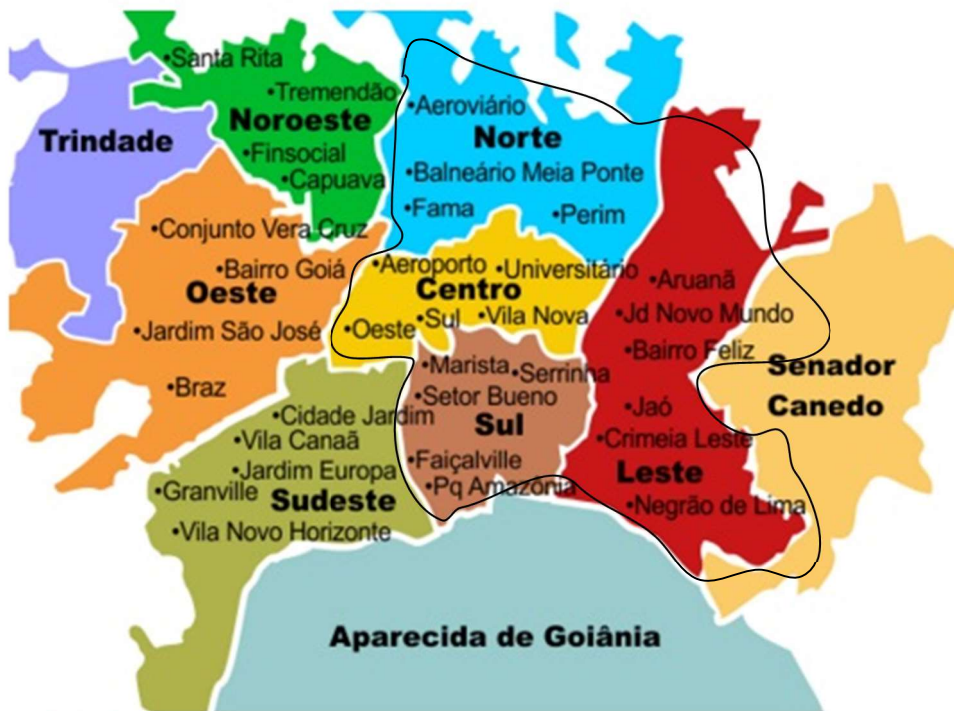 •Santa Rita
•Tremendão
Noroeste
•Finsocial
•Capuava
Trindade
•Aeroviário
Norte
•Balneário Meia Ponte
•Fama
•Perim
•Conjunto Vera Cruz
•Bairro Goiá
Oeste
•Jardim São José
•Braz
•Aeroporto
•Universitário
Centro
•Oeste
•Sul
•Vila Nova
•Aruanã
•Jd Novo Mundo
•Bairro Feliz
•Jaó
•Crimeia Leste
Leste
•Negrão de Lima
Senador
Canedo
•Marista
•Serrinha
•Setor Bueno
Sul
•Faiçalville
•Pq Amazônia
•Cidade Jardim
•Vila Canaã
•Jardim Europa
•Granville
Sudeste
•Vila Novo Horizonte
Aparecida de Goiânia